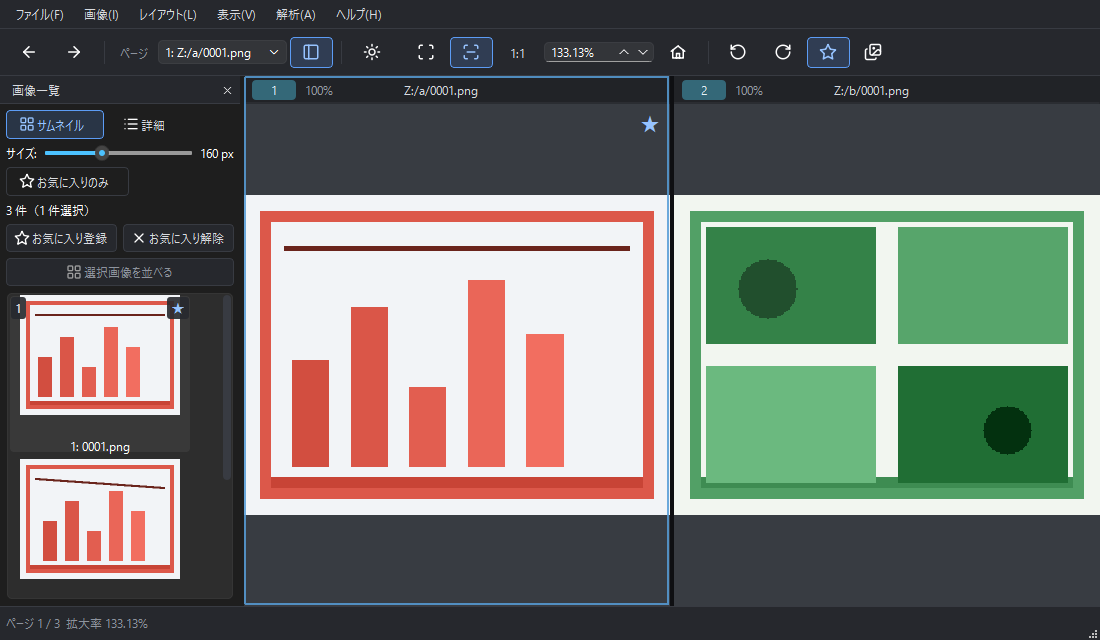 ファイル(F) 画像(I) レイアウト(L) 表示(V) 解析(A) ヘルプ(H)
ページ 1: Z:/a/0001.png 1:1 133.13%
画像一覧
サムネイル 詳細
サイズ: 160 px
お気に入りのみ
3 件（1 件選択）
お気に入り登録 お気に入り解除
選択画像を並べる
1
1: 0001.png
1 100% Z:/a/0001.png
2 100% Z:/b/0001.png
ページ 1 / 3 拡大率 133.13%